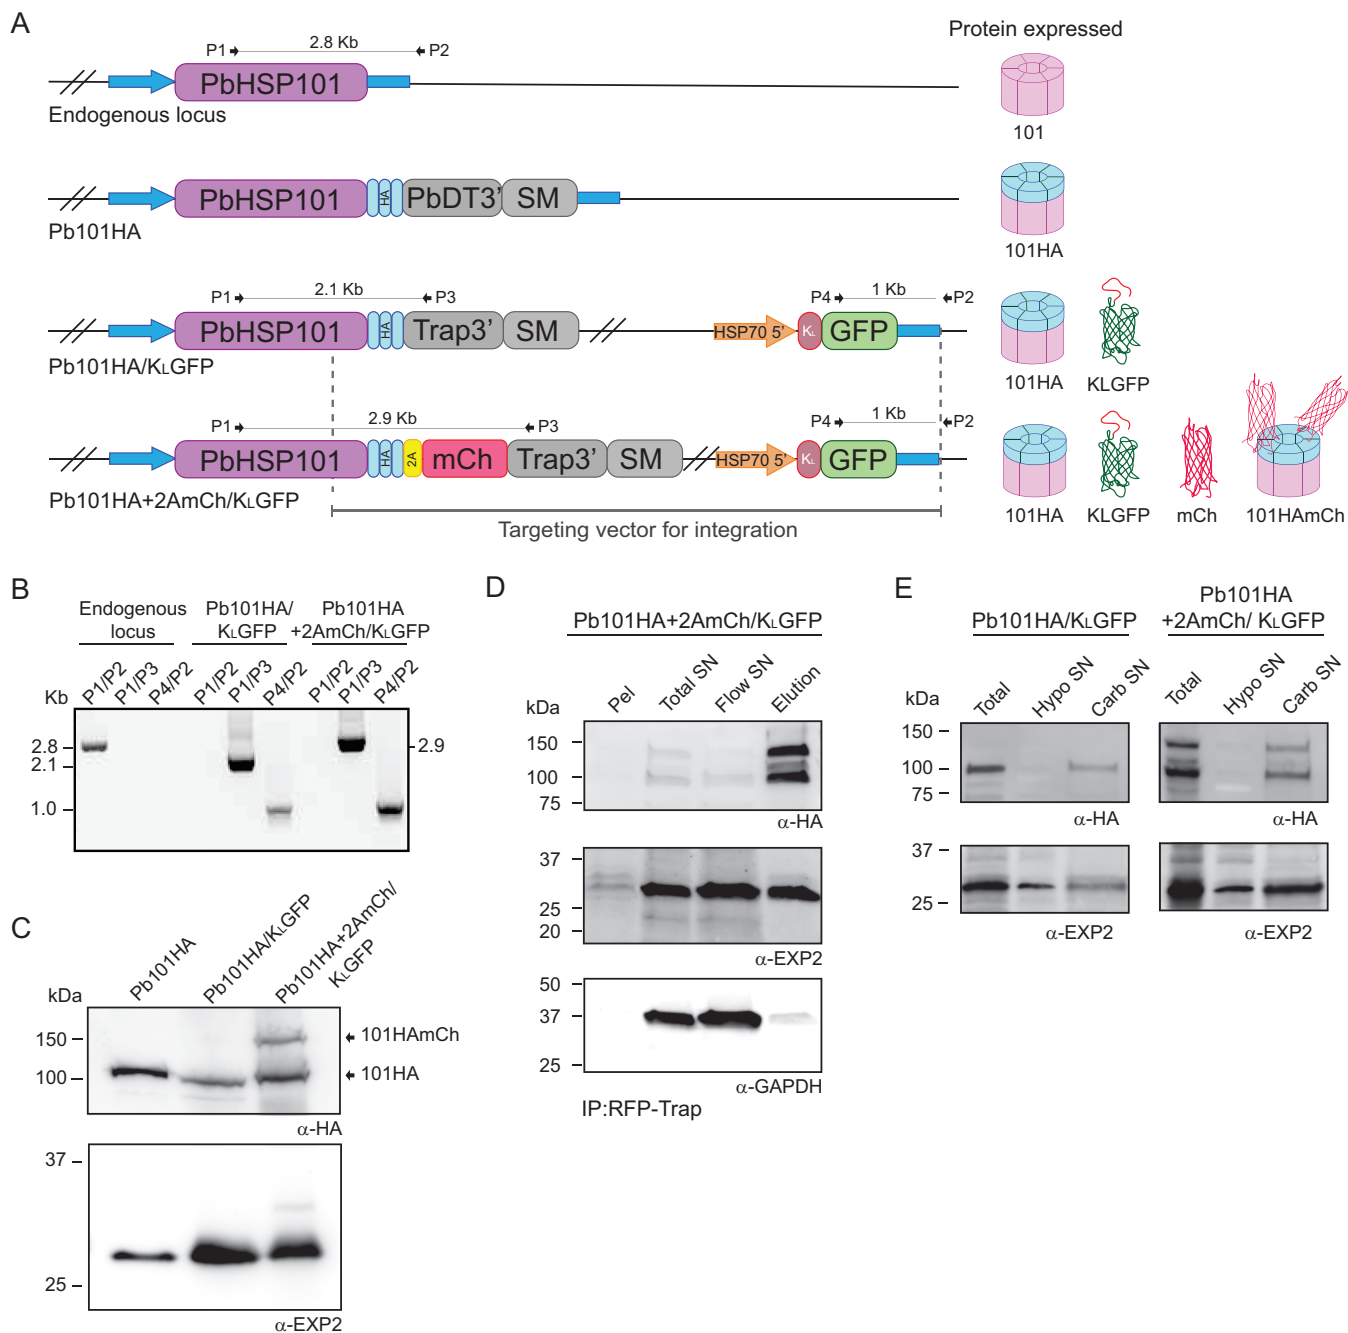 A
Protein expressed
P1 2.8 Kb P2
PbHSP101
Endogenous locus
101
PbHSP101 HA PbDT3' SM
Pb101HA
101HA
P1 2.1 Kb P3 P4 1 Kb P2
PbHSP101 HA Trap3' SM HSP70 5' KL GFP
Pb101HA/KLGFP
101HA KLGFP
P1 2.9 Kb P3 P4 1 Kb P2
PbHSP101 HA 2A mCh Trap3' SM HSP70 5' KL GFP
Pb101HA+2AmCh/KLGFP
101HA KLGFP mCh 101HAmCh
Targeting vector for integration
B
Endogenous locus
Pb101HA/ KLGFP
Pb101HA +2AmCh/KLGFP
P1/P2 P1/P3 P4/P2 P1/P2 P1/P3 P4/P2 P1/P2 P1/P3 P4/P2
Kb
2.8
2.9
2.1
1.0
C
Pb101HA
Pb101HA/KLGFP
Pb101HA+2AmCh/
KLGFP
kDa
150
101HAmCh
100
101HA
α-HA
37
25
α-EXP2
D
Pb101HA+2AmCh/KLGFP
Pel Total SN Flow SN Elution
kDa
150
100
75
α-HA
37
25
20
α-EXP2
50
37
25
α-GAPDH
IP:RFP-Trap
E
Pb101HA/KLGFP
Pb101HA
+2AmCh/ KLGFP
Total Hypo SN Carb SN
Total Hypo SN Carb SN
kDa
150
100
75
α-HA
α-HA
37
25
α-EXP2
α-EXP2